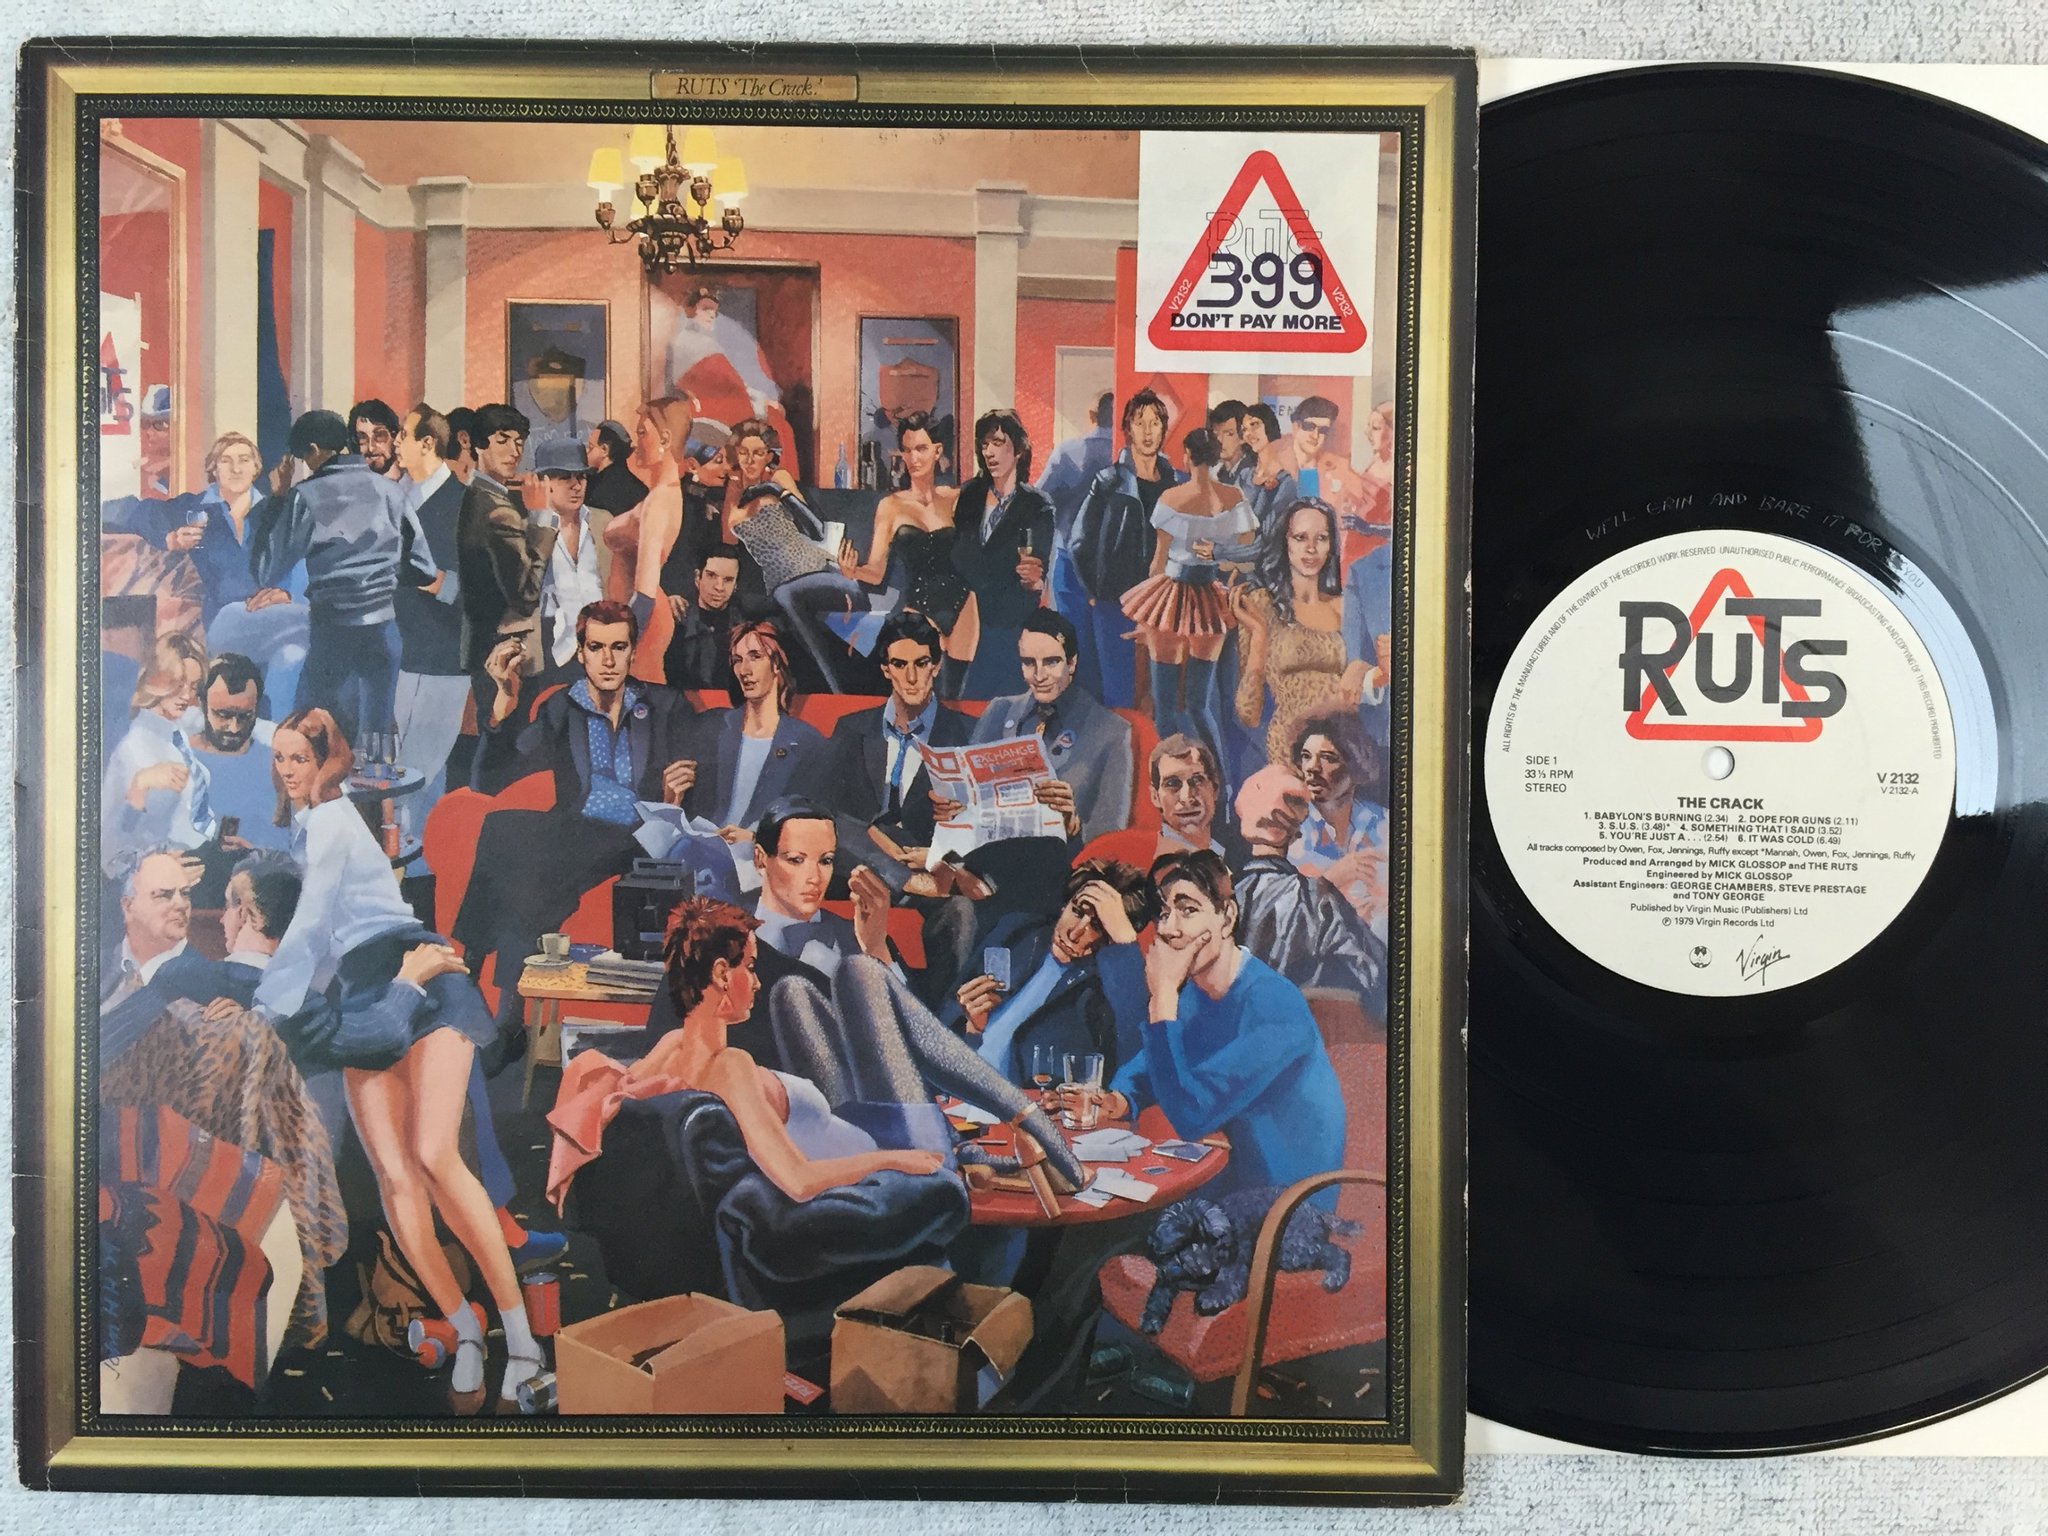 RUTS 'The Crack.'
RUTS
3.99
V2132
V2132
DON'T PAY MORE
EXCHANGE
John H Howard
WE'LL GRIN AND BARE IT FOR YOU
ALL RIGHTS OF THE MANUFACTURER AND OF THE OWNER OF THE RECORDED WORK RESERVED UNAUTHORISED PUBLIC PERFORMANCE BROADCASTING AND COPYING OF THIS RECORD PROHIBITED
RUTS
SIDE 1
33⅓ RPM
STEREO
V 2132
V 2132-A
THE CRACK
1. BABYLON'S BURNING (2.34) 2. DOPE FOR GUNS (2.11)
3. S.U.S. (3.48)* 4. SOMETHING THAT I SAID (3.52)
5. YOU'RE JUST A . . . (2.54) 6. IT WAS COLD (6.49)
All tracks composed by Owen, Fox, Jennings, Ruffy except *Mannah, Owen, Fox, Jennings, Ruffy
Produced and Arranged by MICK GLOSSOP and THE RUTS
Engineered by MICK GLOSSOP
Assistant Engineers: GEORGE CHAMBERS, STEVE PRESTAGE
and TONY GEORGE
Published by Virgin Music (Publishers) Ltd
℗ 1979 Virgin Records Ltd
Virgin